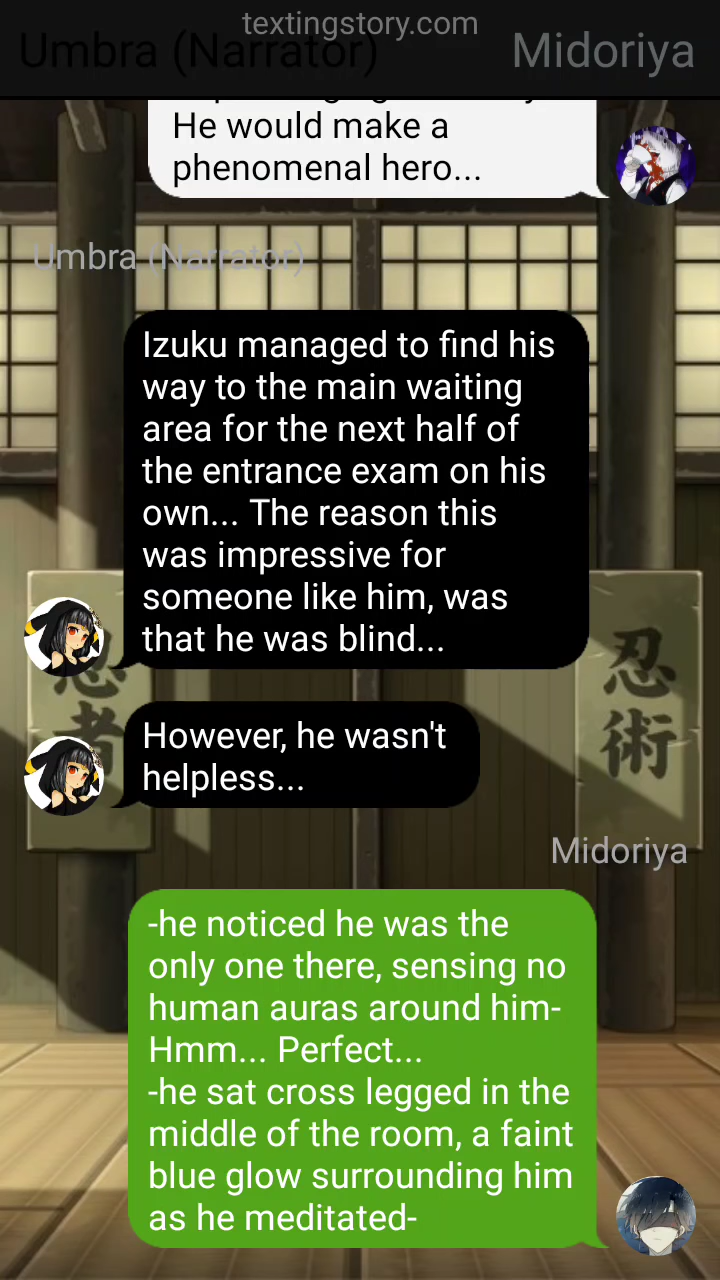 textingstory.com
Umbra (Narrator)
Midoriya
He would make a
phenomenal hero...
Umbra (Narrator)
Izuku managed to find his
way to the main waiting
area for the next half of
the entrance exam on his
own... The reason this
was impressive for
someone like him, was
that he was blind...
However, he wasn't
helpless...
忍者
忍術
Midoriya
-he noticed he was the
only one there, sensing no
human auras around him-
Hmm... Perfect...
-he sat cross legged in the
middle of the room, a faint
blue glow surrounding him
as he meditated-